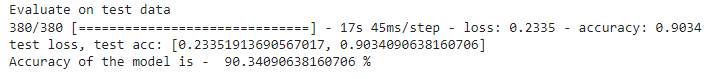 Evaluate on test data
380/380 [==============================] - 17s 45ms/step - loss: 0.2335 - accuracy: 0.9034
test loss, test acc: [0.23351913690567017, 0.9034090638160706]
Accuracy of the model is -  90.34090638160706 %